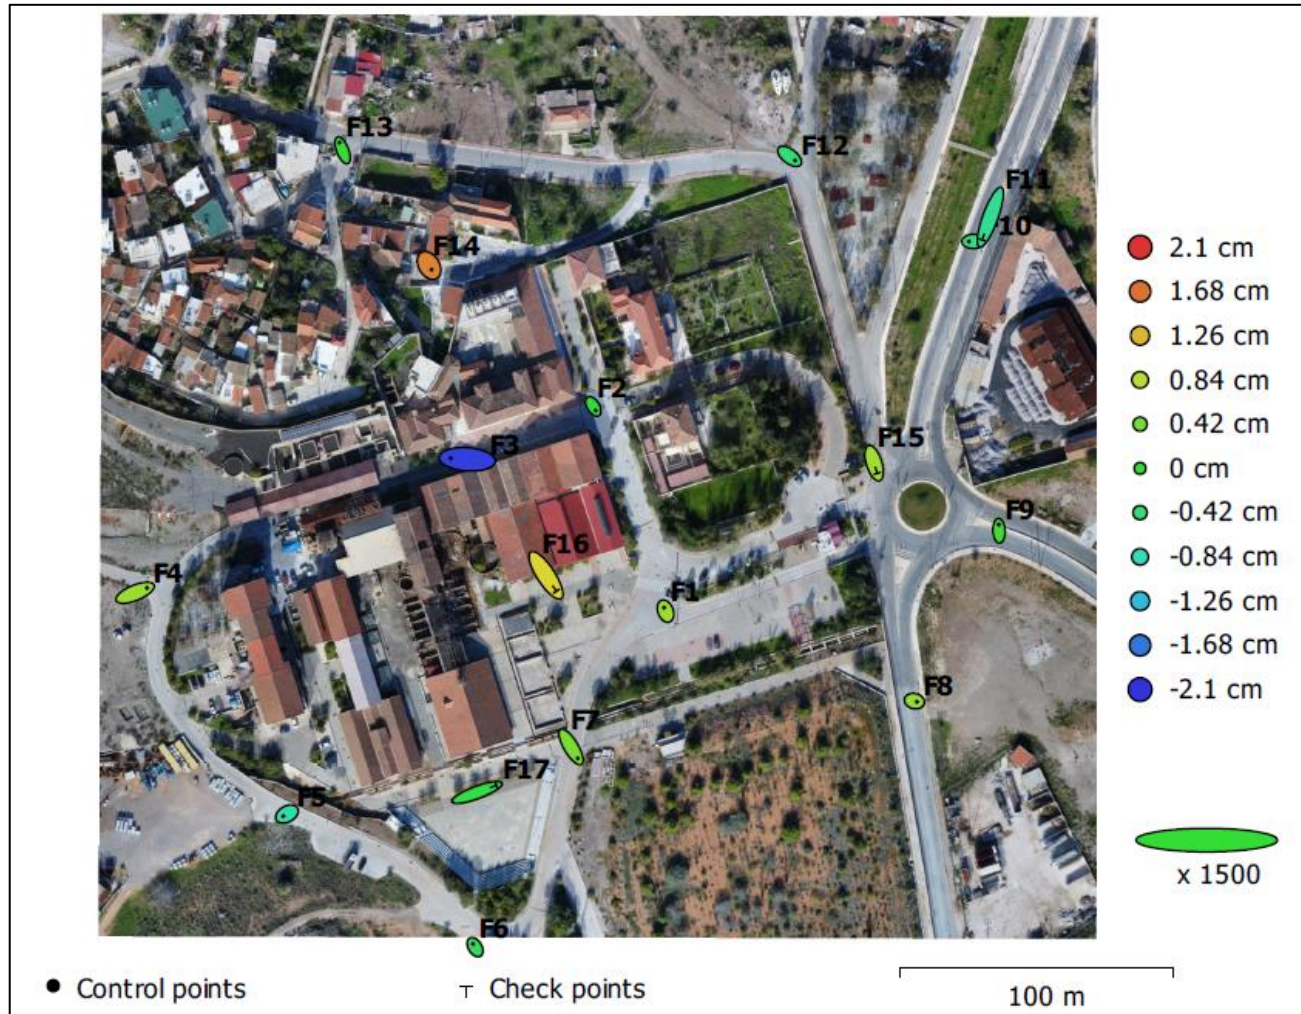 F13
F12
F11
10
F14
F2
F3
F15
F9
F16
F4
F1
F8
F7
F17
F5
F6
2.1 cm
1.68 cm
1.26 cm
0.84 cm
0.42 cm
0 cm
-0.42 cm
-0.84 cm
-1.26 cm
-1.68 cm
-2.1 cm
x 1500
Control points
Check points
100 m